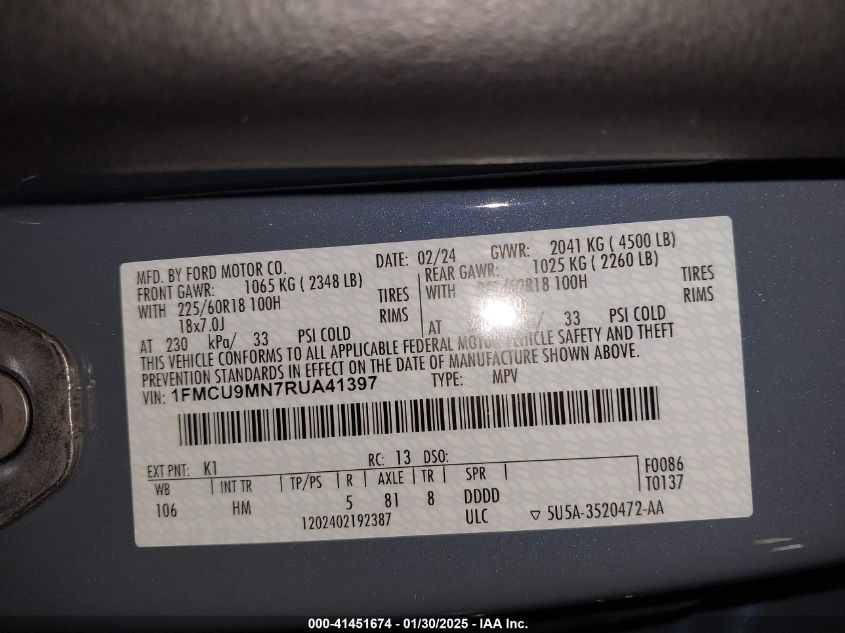 MFD. BY FORD MOTOR CO. DATE: 02/24 GVWR: 2041 KG ( 4500 LB)
FRONT GAWR: 1065 KG ( 2348 LB) REAR GAWR: 1025 KG ( 2260 LB)
WITH 225/60R18 100H TIRES WITH 225/60R18 100H TIRES
18x7.0J RIMS RIMS
AT 230 kPa/ 33 PSI COLD AT kPa/ 33 PSI COLD
THIS VEHICLE CONFORMS TO ALL APPLICABLE FEDERAL MOTOR VEHICLE SAFETY AND THEFT
PREVENTION STANDARDS IN EFFECT ON THE DATE OF MANUFACTURE SHOWN ABOVE.
VIN: 1FMCU9MN7RUA41397 TYPE: MPV
EXT PNT: K1 RC: 13 DSO: F0086
WB INT TR TP/PS R AXLE TR SPR T0137
106 HM 5 81 8 DDDD
1202402192387 ULC ▽ 5U5A-3520472-AA
000-41451674 - 01/30/2025 - IAA Inc.